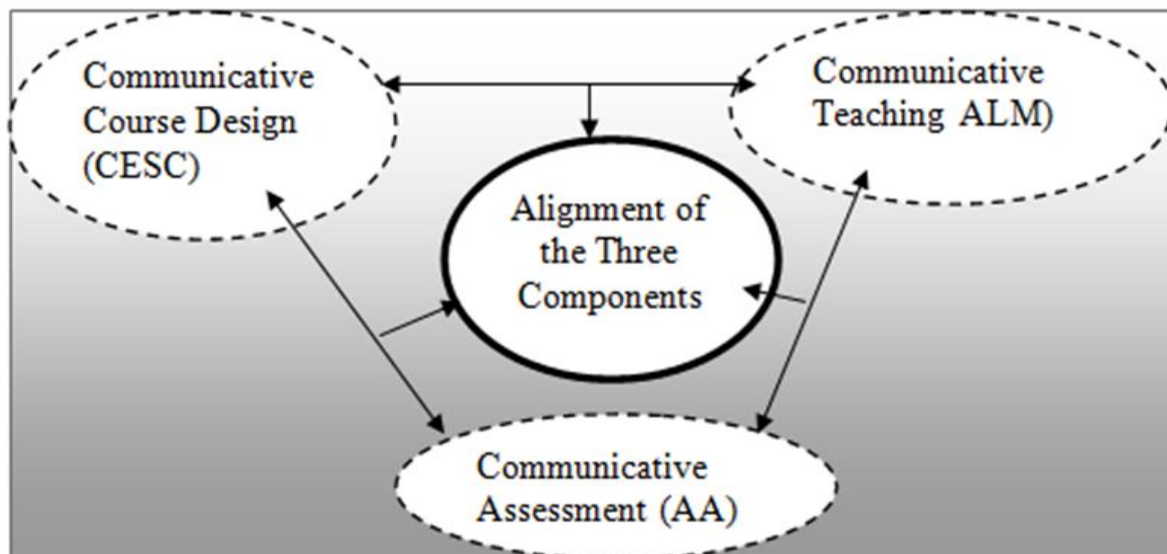 Communicative
Course Design
(CESC)
Communicative
Teaching ALM)
Alignment of
the Three
Components
Communicative
Assessment (AA)